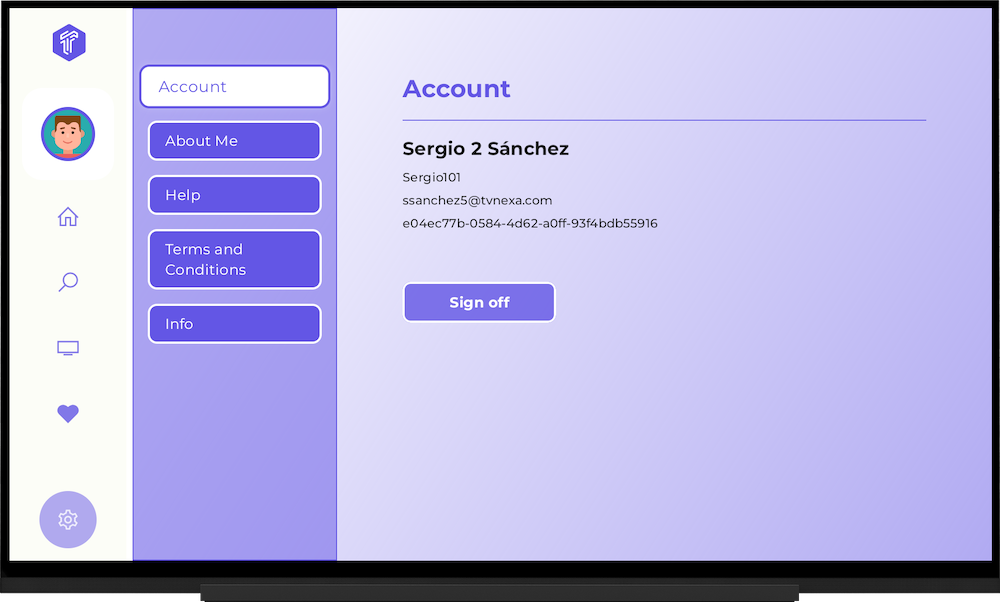 Account
About Me
Help
Terms and
Conditions
Info
Account
Sergio 2 Sánchez
Sergio101
ssanchez5@tvnexa.com
e04ec77b-0584-4d62-a0ff-93f4bdb55916
Sign off